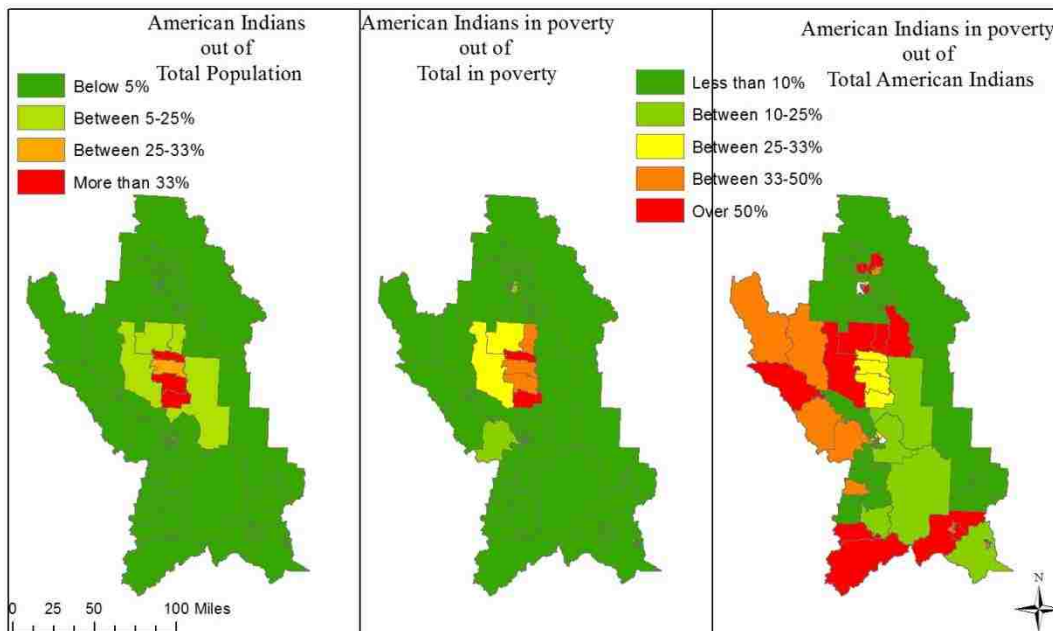 American Indians
out of
Total Population
Below 5%
Between 5-25%
Between 25-33%
More than 33%
0 25 50 100 Miles
American Indians in poverty
out of
Total in poverty
American Indians in poverty
out of
Total American Indians
Less than 10%
Between 10-25%
Between 25-33%
Between 33-50%
Over 50%
N